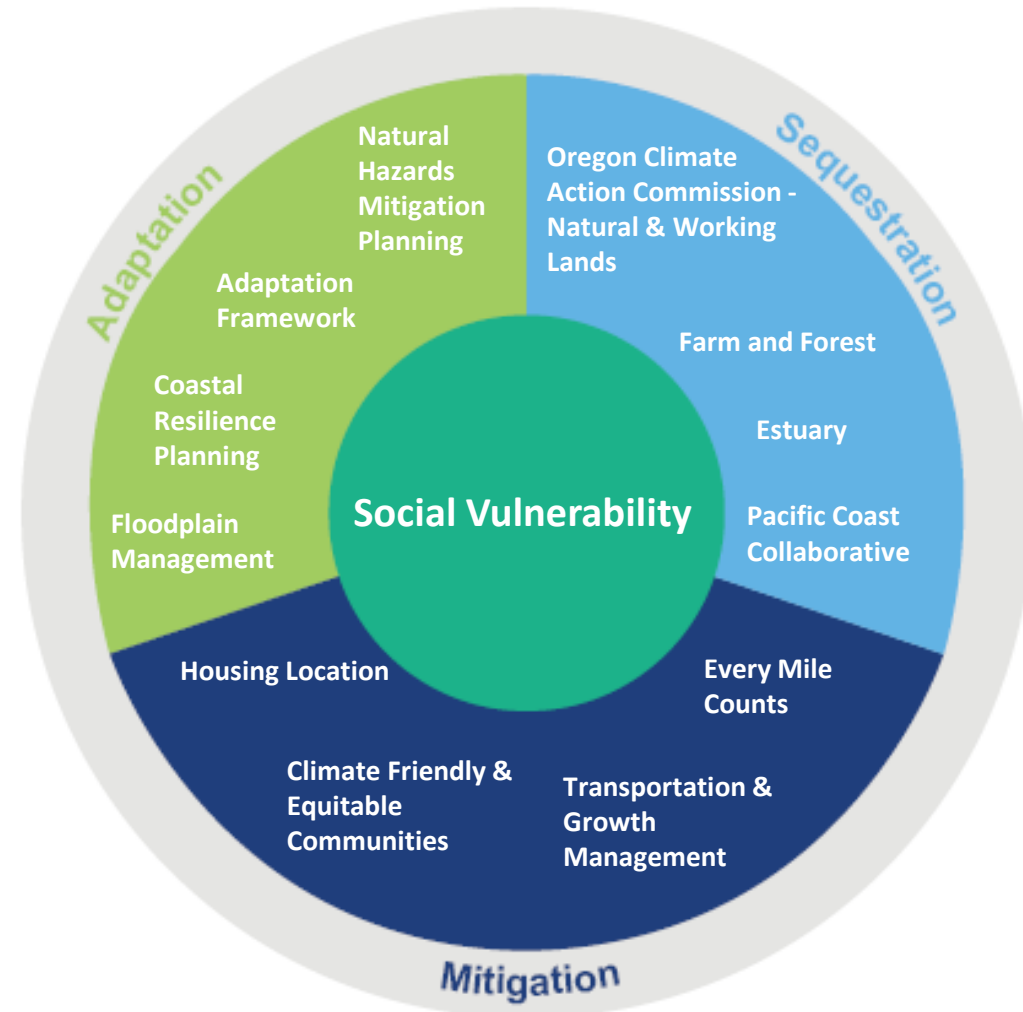 Adaptation
Natural
Hazards
Mitigation
Planning
Adaptation
Framework
Coastal
Resilience
Planning
Floodplain
Management
Sequestration
Oregon Climate
Action Commission -
Natural & Working
Lands
Farm and Forest
Estuary
Pacific Coast
Collaborative
Social Vulnerability
Housing Location
Every Mile
Counts
Climate Friendly &
Equitable
Communities
Transportation &
Growth
Management
Mitigation